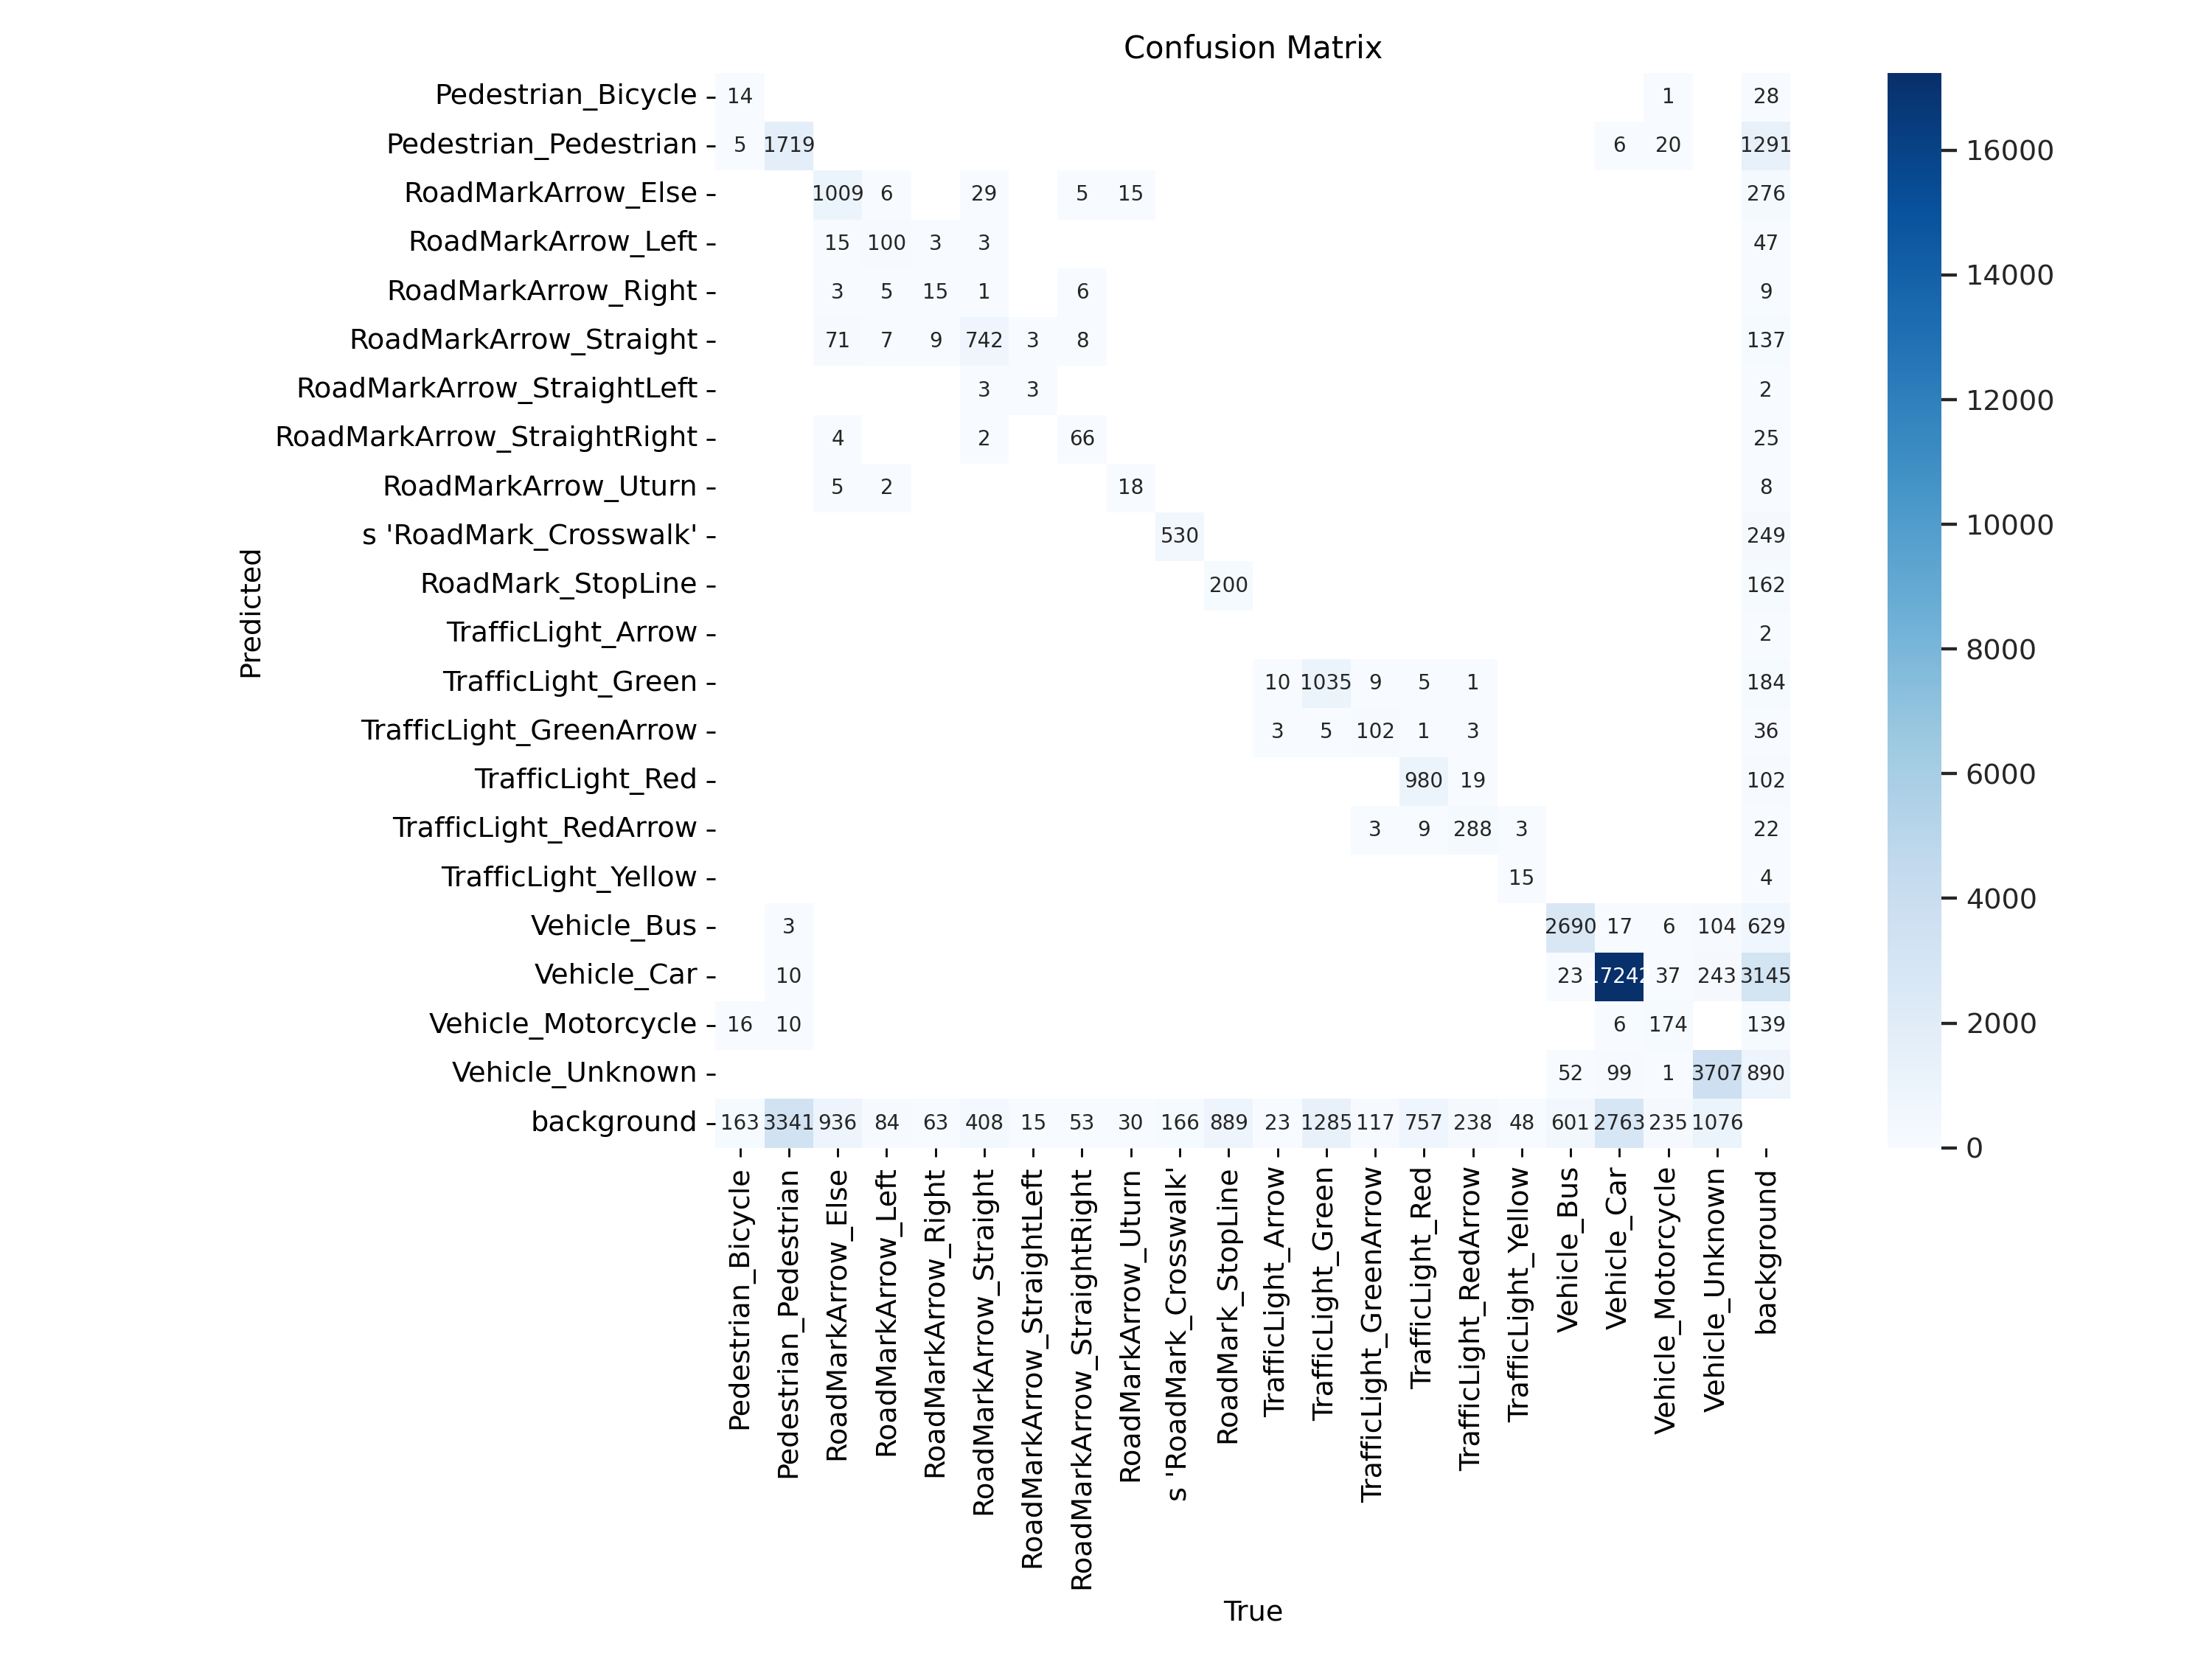 Confusion Matrix
Pedestrian_Bicycle 14 1 28
Pedestrian_Pedestrian 5 1719 6 20 1291
RoadMarkArrow_Else 1009 6 29 5 15 276
RoadMarkArrow_Left 15 100 3 3 47
RoadMarkArrow_Right 3 5 15 1 6 9
RoadMarkArrow_Straight 71 7 9 742 3 8 137
RoadMarkArrow_StraightLeft 3 3 2
RoadMarkArrow_StraightRight 4 2 66 25
RoadMarkArrow_Uturn 5 2 18 8
s 'RoadMark_Crosswalk' 530 249
RoadMark_StopLine 200 162
TrafficLight_Arrow 2
TrafficLight_Green 10 1035 9 5 1 184
TrafficLight_GreenArrow 3 5 102 1 3 36
TrafficLight_Red 980 19 102
TrafficLight_RedArrow 3 9 288 3 22
TrafficLight_Yellow 15 4
Vehicle_Bus 3 2690 17 6 104 629
Vehicle_Car 10 23 17242 37 243 3145
Vehicle_Motorcycle 16 10 6 174 139
Vehicle_Unknown 52 99 1 3707 890
background 163 3341 936 84 63 408 15 53 30 166 889 23 1285 117 757 238 48 601 2763 235 1076
Predicted
Pedestrian_Bicycle
Pedestrian_Pedestrian
RoadMarkArrow_Else
RoadMarkArrow_Left
RoadMarkArrow_Right
RoadMarkArrow_Straight
RoadMarkArrow_StraightLeft
RoadMarkArrow_StraightRight
RoadMarkArrow_Uturn
s 'RoadMark_Crosswalk'
RoadMark_StopLine
TrafficLight_Arrow
TrafficLight_Green
TrafficLight_GreenArrow
TrafficLight_Red
TrafficLight_RedArrow
TrafficLight_Yellow
Vehicle_Bus
Vehicle_Car
Vehicle_Motorcycle
Vehicle_Unknown
background
True
16000
14000
12000
10000
8000
6000
4000
2000
0